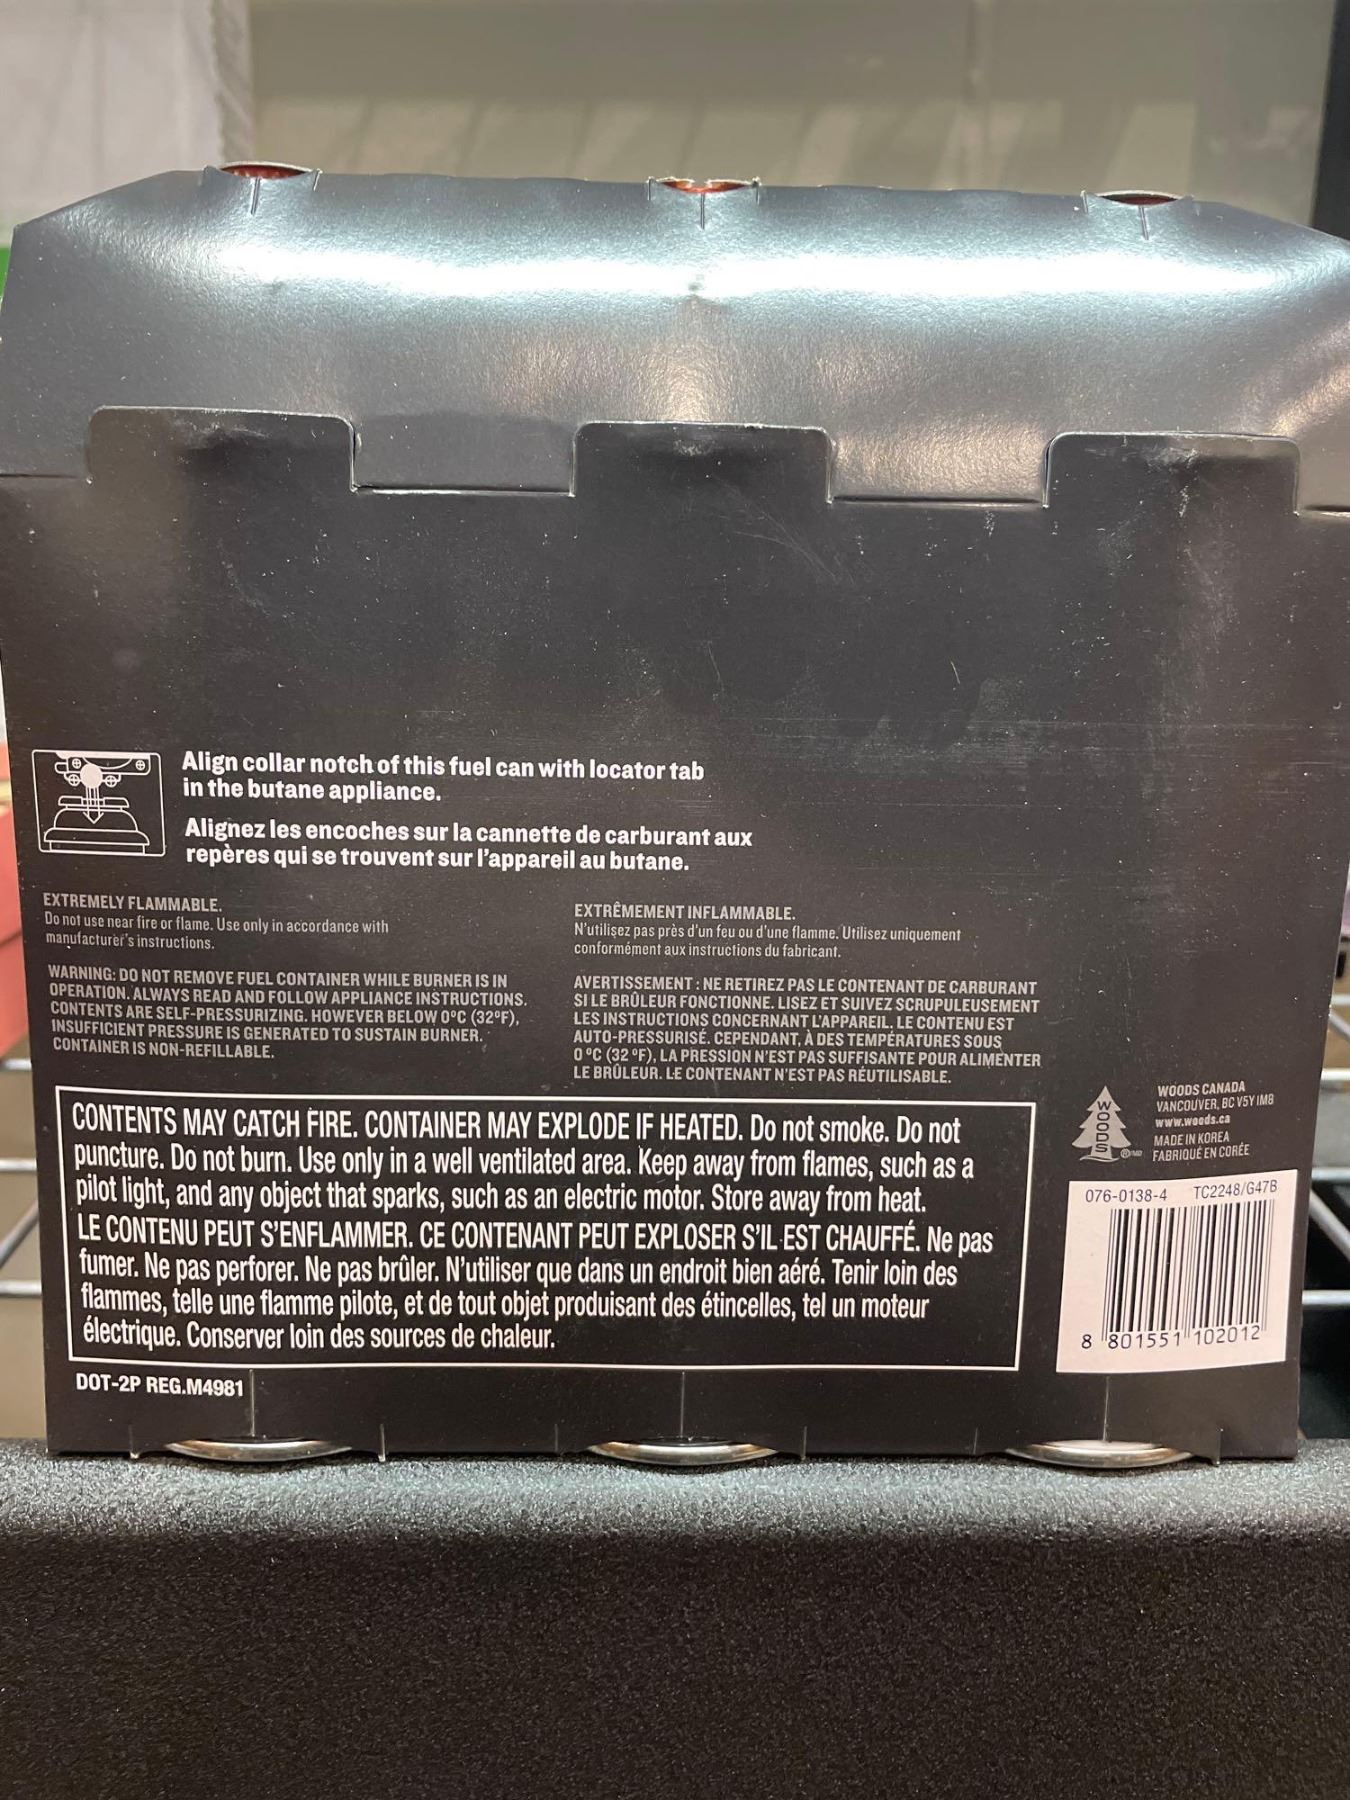 Align collar notch of this fuel can with locator tab
in the butane appliance.
Alignez les encoches sur la cannette de carburant aux
repères qui se trouvent sur l'appareil au butane.
EXTREMELY FLAMMABLE.
Do not use near fire or flame. Use only in accordance with
manufacturer's instructions.
WARNING: DO NOT REMOVE FUEL CONTAINER WHILE BURNER IS IN
OPERATION. ALWAYS READ AND FOLLOW APPLIANCE INSTRUCTIONS.
CONTENTS ARE SELF-PRESSURIZING. HOWEVER BELOW 0°C (32°F),
INSUFFICIENT PRESSURE IS GENERATED TO SUSTAIN BURNER.
CONTAINER IS NON-REFILLABLE.
EXTRÊMEMENT INFLAMMABLE.
N'utilisez pas près d'un feu ou d'une flamme. Utilisez uniquement
conformément aux instructions du fabricant.
AVERTISSEMENT : NE RETIREZ PAS LE CONTENANT DE CARBURANT
SI LE BRÛLEUR FONCTIONNE. LISEZ ET SUIVEZ SCRUPULEUSEMENT
LES INSTRUCTIONS CONCERNANT L'APPAREIL. LE CONTENU EST
AUTO-PRESSURISÉ. CEPENDANT, À DES TEMPÉRATURES SOUS
0 °C (32 °F), LA PRESSION N'EST PAS SUFFISANTE POUR ALIMENTER
LE BRÛLEUR. LE CONTENANT N'EST PAS RÉUTILISABLE.
CONTENTS MAY CATCH FIRE. CONTAINER MAY EXPLODE IF HEATED. Do not smoke. Do not
puncture. Do not burn. Use only in a well ventilated area. Keep away from flames, such as a
pilot light, and any object that sparks, such as an electric motor. Store away from heat.
LE CONTENU PEUT S'ENFLAMMER. CE CONTENANT PEUT EXPLOSER S'IL EST CHAUFFÉ. Ne pas
fumer. Ne pas perforer. Ne pas brûler. N'utiliser que dans un endroit bien aéré. Tenir loin des
flammes, telle une flamme pilote, et de tout objet produisant des étincelles, tel un moteur
électrique. Conserver loin des sources de chaleur.
DOT-2P REG.M4981
WOODS
®/MD
WOODS CANADA
VANCOUVER, BC V5Y 1M8
www.woods.ca
MADE IN KOREA
FABRIQUÉ EN CORÉE
076-0138-4 TC2248/G47B
8 801551 102012